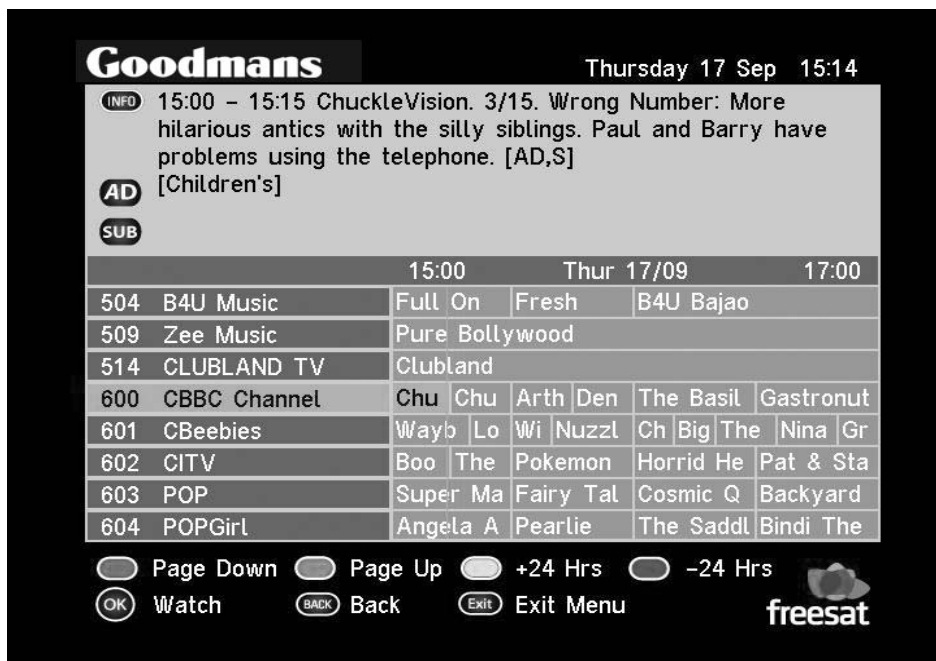 Goodmans
Thursday 17 Sep 15:14
INFO 15:00 – 15:15 ChuckleVision. 3/15. Wrong Number: More
hilarious antics with the silly siblings. Paul and Barry have
problems using the telephone. [AD,S]
AD [Children's]
SUB
15:00 Thur 17/09 17:00
504 B4U Music Full On Fresh B4U Bajao
509 Zee Music Pure Bollywood
514 CLUBLAND TV Clubland
600 CBBC Channel Chu Chu Arth Den The Basil Gastronut
601 CBeebies Wayb Lo Wi Nuzzl Ch Big The Nina Gr
602 CITV Boo The Pokemon Horrid He Pat & Sta
603 POP Super Ma Fairy Tal Cosmic Q Backyard
604 POPGirl Angela A Pearlie The Saddl Bindi The
Page Down Page Up +24 Hrs –24 Hrs
OK Watch BACK Back Exit Exit Menu
freesat